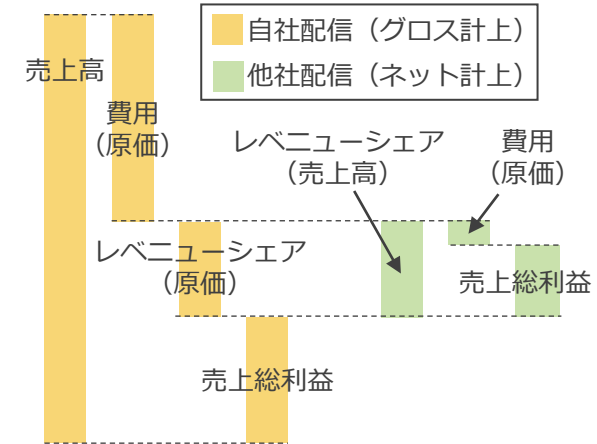 自社配信（グロス計上）
他社配信（ネット計上）
売上高
費用
（原価）
レベニューシェア
（売上高）
費用
（原価）
レベニューシェア
（原価）
売上総利益
売上総利益